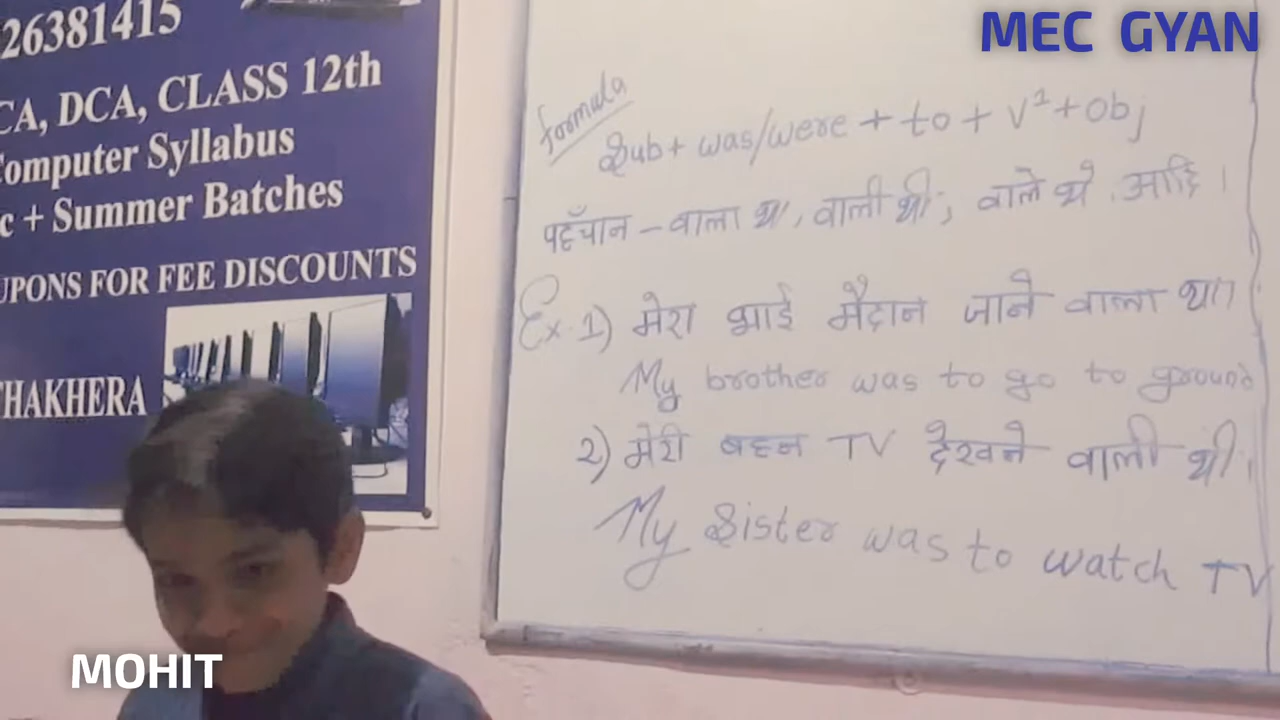 26381415
CA, DCA, CLASS 12th
Computer Syllabus
c + Summer Batches
UPONS FOR FEE DISCOUNTS
THAKHERA
MEC GYAN
formula
Sub + was/were + to + V¹ + Obj
पहँचान - वाला था, वाली थी, वाले थे, आदि।
Ex. 1) मेरा भाई मैदान जाने वाला था।
My brother was to go to ground
2) मेरी बहन TV देखने वाली थी।
My Sister was to watch TV
MOHIT